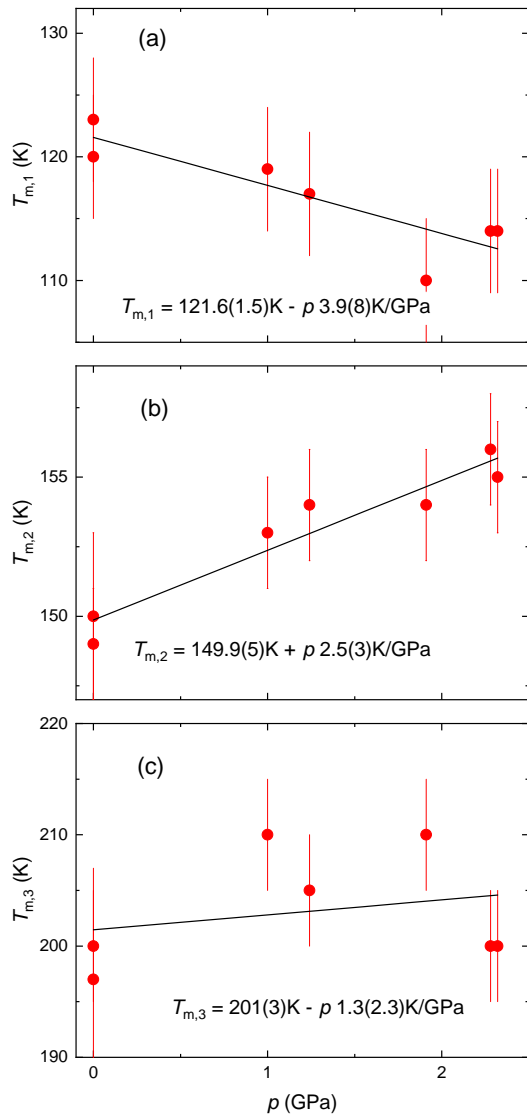 130
(a)
120
110
T_m,1 (K)
T_m,1 = 121.6(1.5)K - p 3.9(8)K/GPa
(b)
155
150
T_m,2 (K)
T_m,2 = 149.9(5)K + p 2.5(3)K/GPa
220
(c)
210
200
190
T_m,3 (K)
T_m,3 = 201(3)K - p 1.3(2.3)K/GPa
0 1 2
p (GPa)